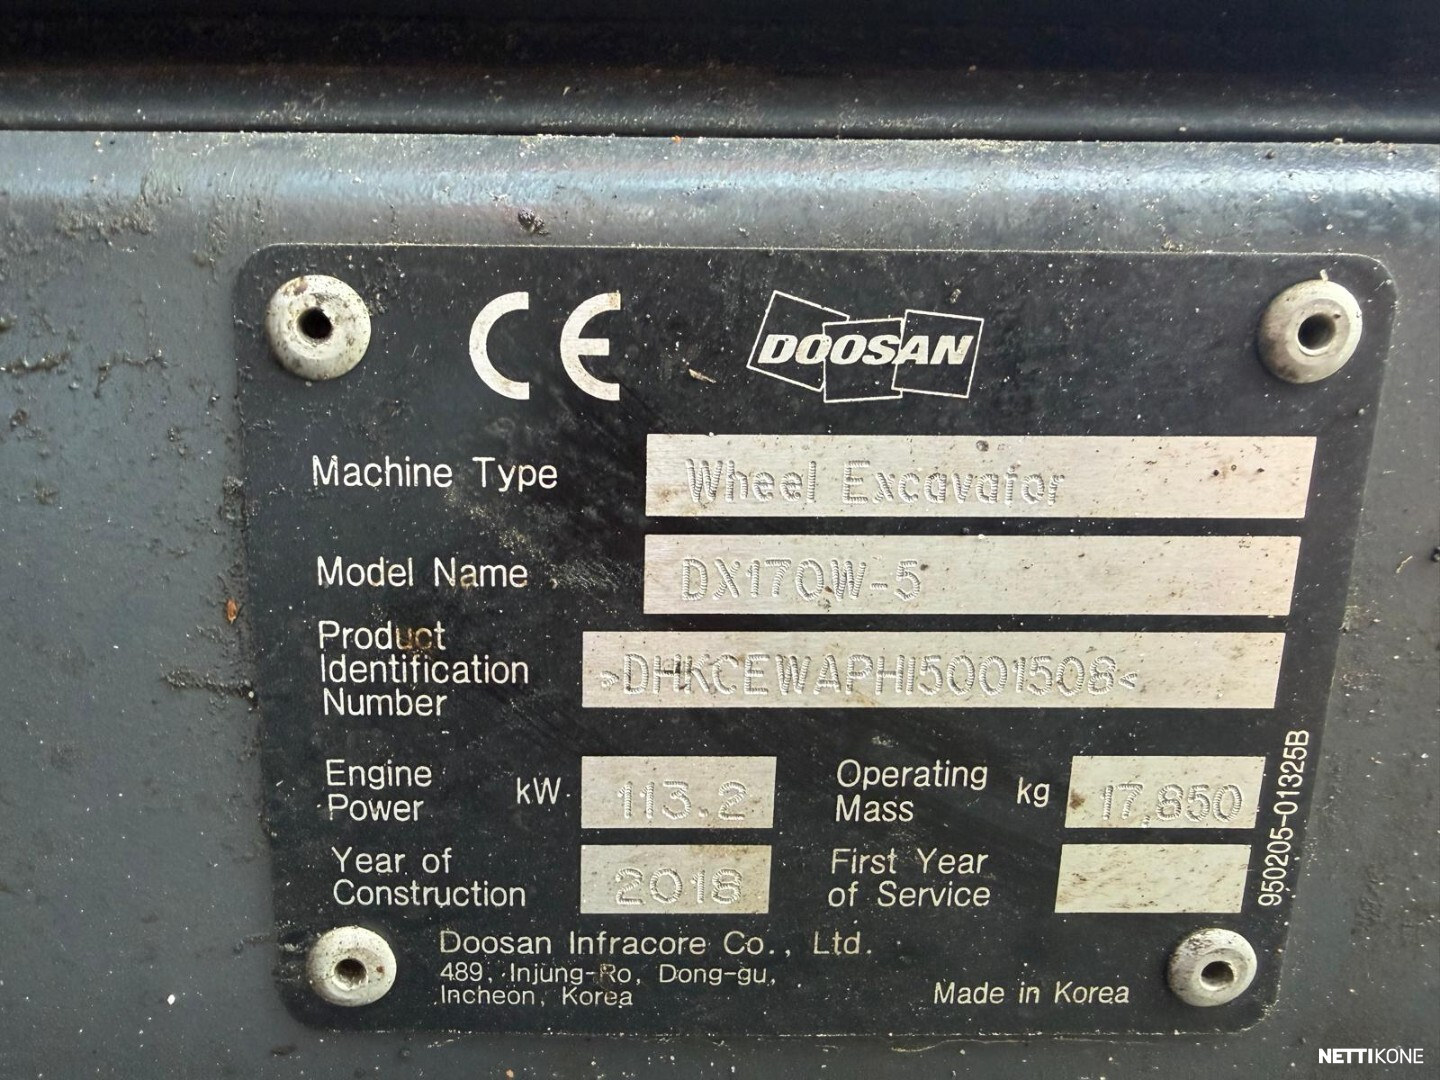 CE DOOSAN
Machine Type Wheel Excavator
Model Name DX170W-5
Product
Identification
Number >DHKCEWAPHI5001508<
Engine
Power kW 113.2 Operating
Mass kg 17,850
Year of
Construction 2018 First Year
of Service
950205-01325B
Doosan Infracore Co., Ltd.
489, Injung-Ro, Dong-gu,
Incheon, Korea
Made in Korea
NETTIKONE